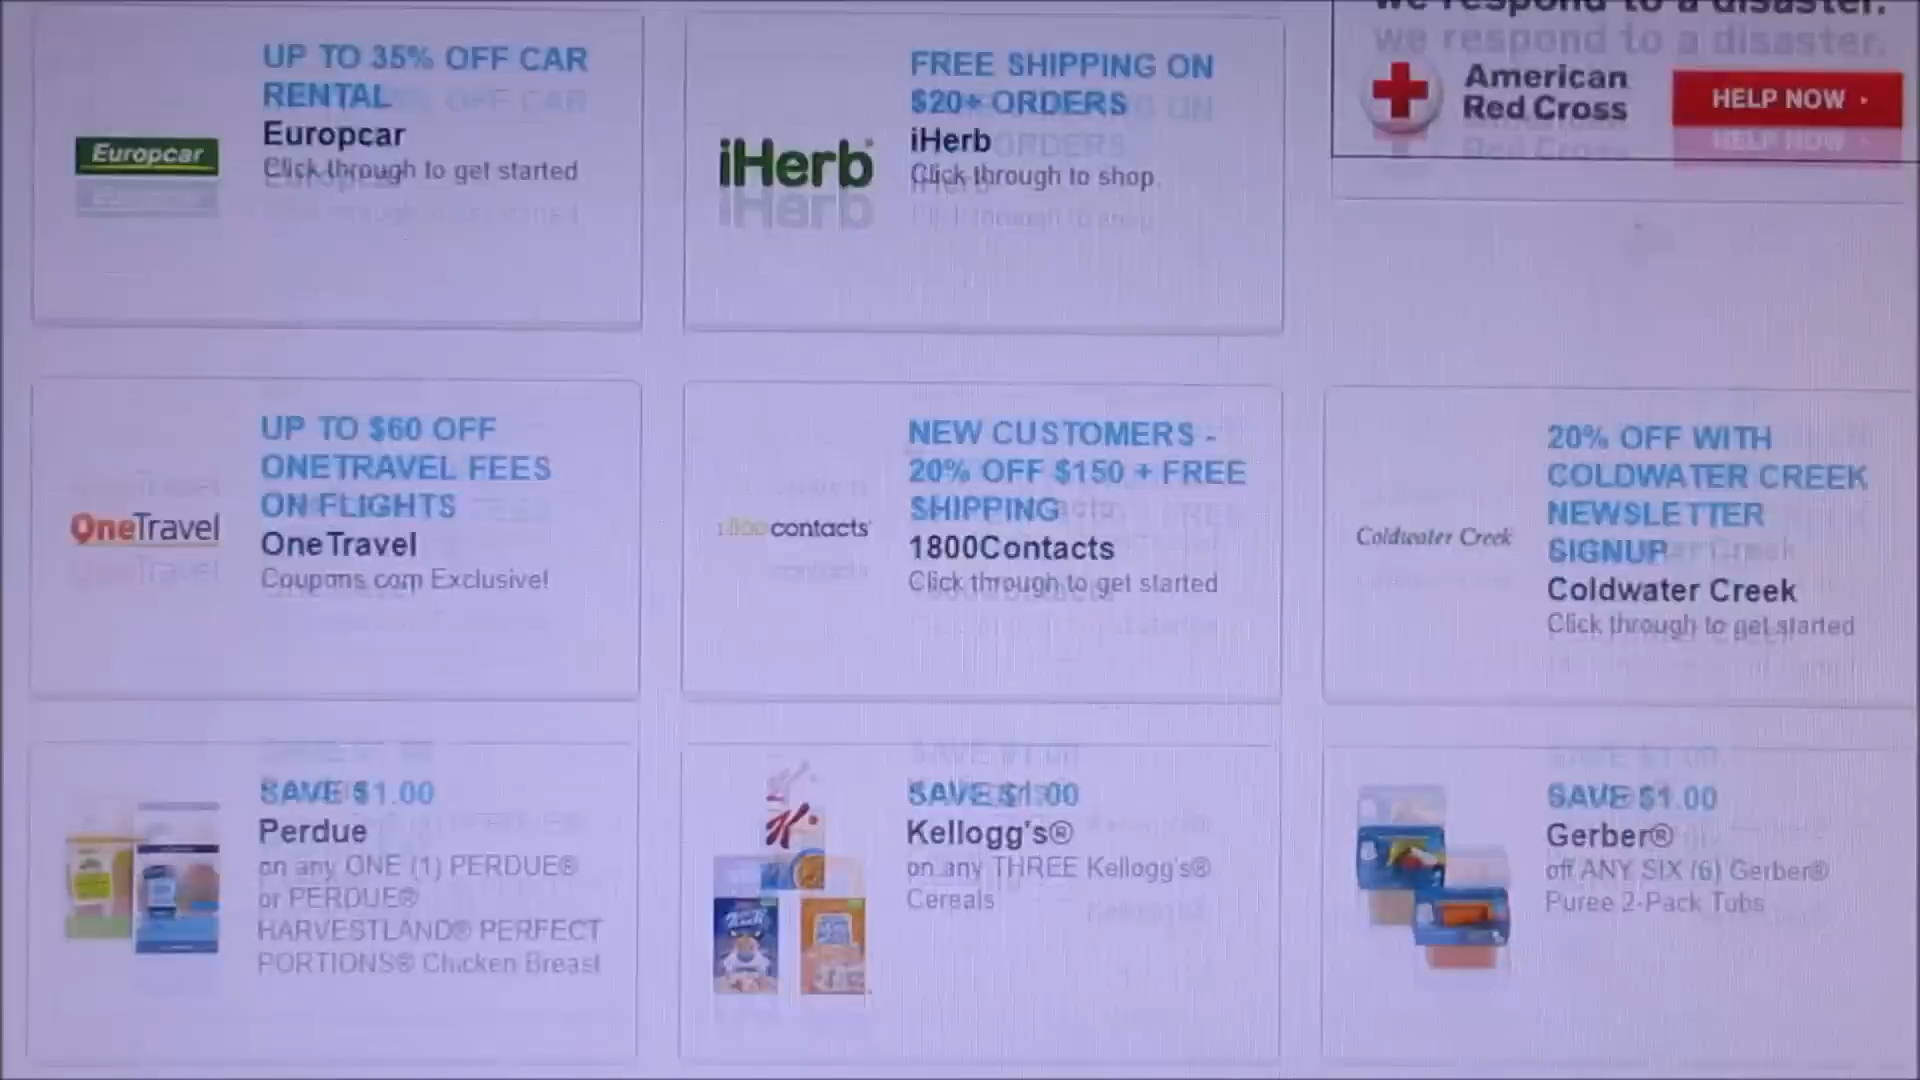 UP TO 35% OFF CAR
RENTAL
Europcar
Click through to get started
Europcar
FREE SHIPPING ON
$20+ ORDERS
iHerb
Click through to shop
iHerb
we respond to a disaster.
American
Red Cross
HELP NOW
UP TO $60 OFF
ONETRAVEL FEES
ON FLIGHTS
OneTravel
Coupons.com Exclusive!
OneTravel
NEW CUSTOMERS -
20% OFF $150 + FREE
SHIPPING
1800Contacts
Click through to get started
1800contacts
20% OFF WITH
COLDWATER CREEK
NEWSLETTER
SIGNUP
Coldwater Creek
Click through to get started
Coldwater Creek
SAVE $1.00
Perdue
on any ONE (1) PERDUE®
or PERDUE®
HARVESTLAND® PERFECT
PORTIONS® Chicken Breast
SAVE $1.00
Kellogg's®
on any THREE Kellogg's®
Cereals
SAVE $1.00
Gerber®
off ANY SIX (6) Gerber®
Puree 2-Pack Tubs